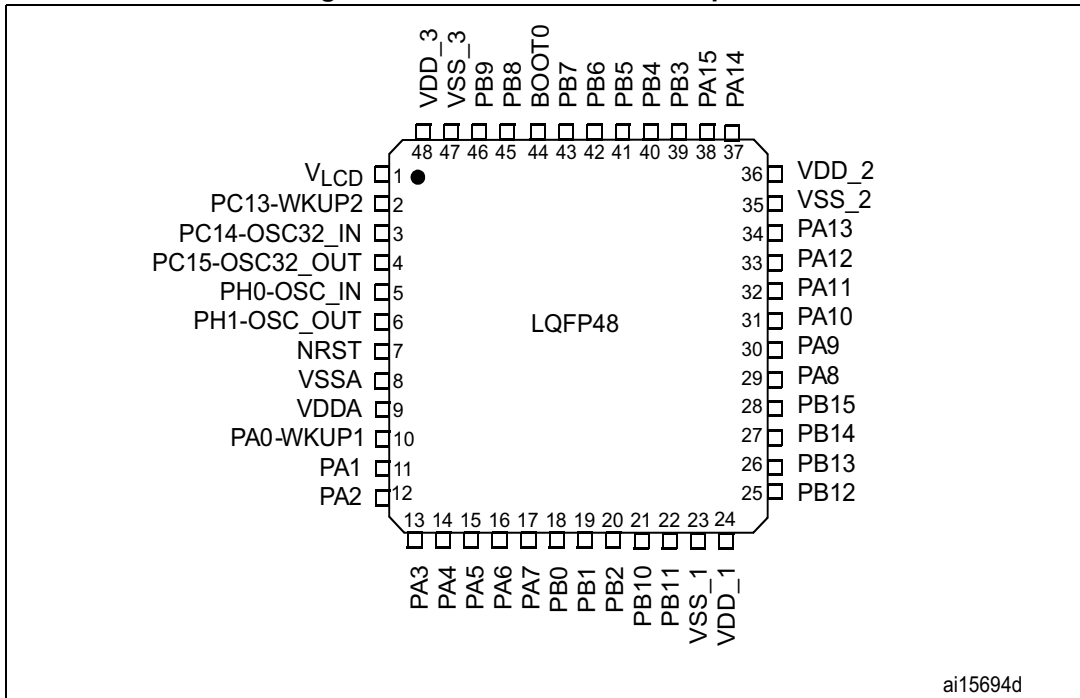 VDD_3
VSS_3
PB9
PB8
BOOT0
PB7
PB6
PB5
PB4
PB3
PA15
PA14
48 47 46 45 44 43 42 41 40 39 38 37
VLCD 1
PC13-WKUP2 2
PC14-OSC32_IN 3
PC15-OSC32_OUT 4
PH0-OSC_IN 5
PH1-OSC_OUT 6
NRST 7
VSSA 8
VDDA 9
PA0-WKUP1 10
PA1 11
PA2 12
LQFP48
36 VDD_2
35 VSS_2
34 PA13
33 PA12
32 PA11
31 PA10
30 PA9
29 PA8
28 PB15
27 PB14
26 PB13
25 PB12
13 14 15 16 17 18 19 20 21 22 23 24
PA3
PA4
PA5
PA6
PA7
PB0
PB1
PB2
PB10
PB11
VSS_1
VDD_1
ai15694d